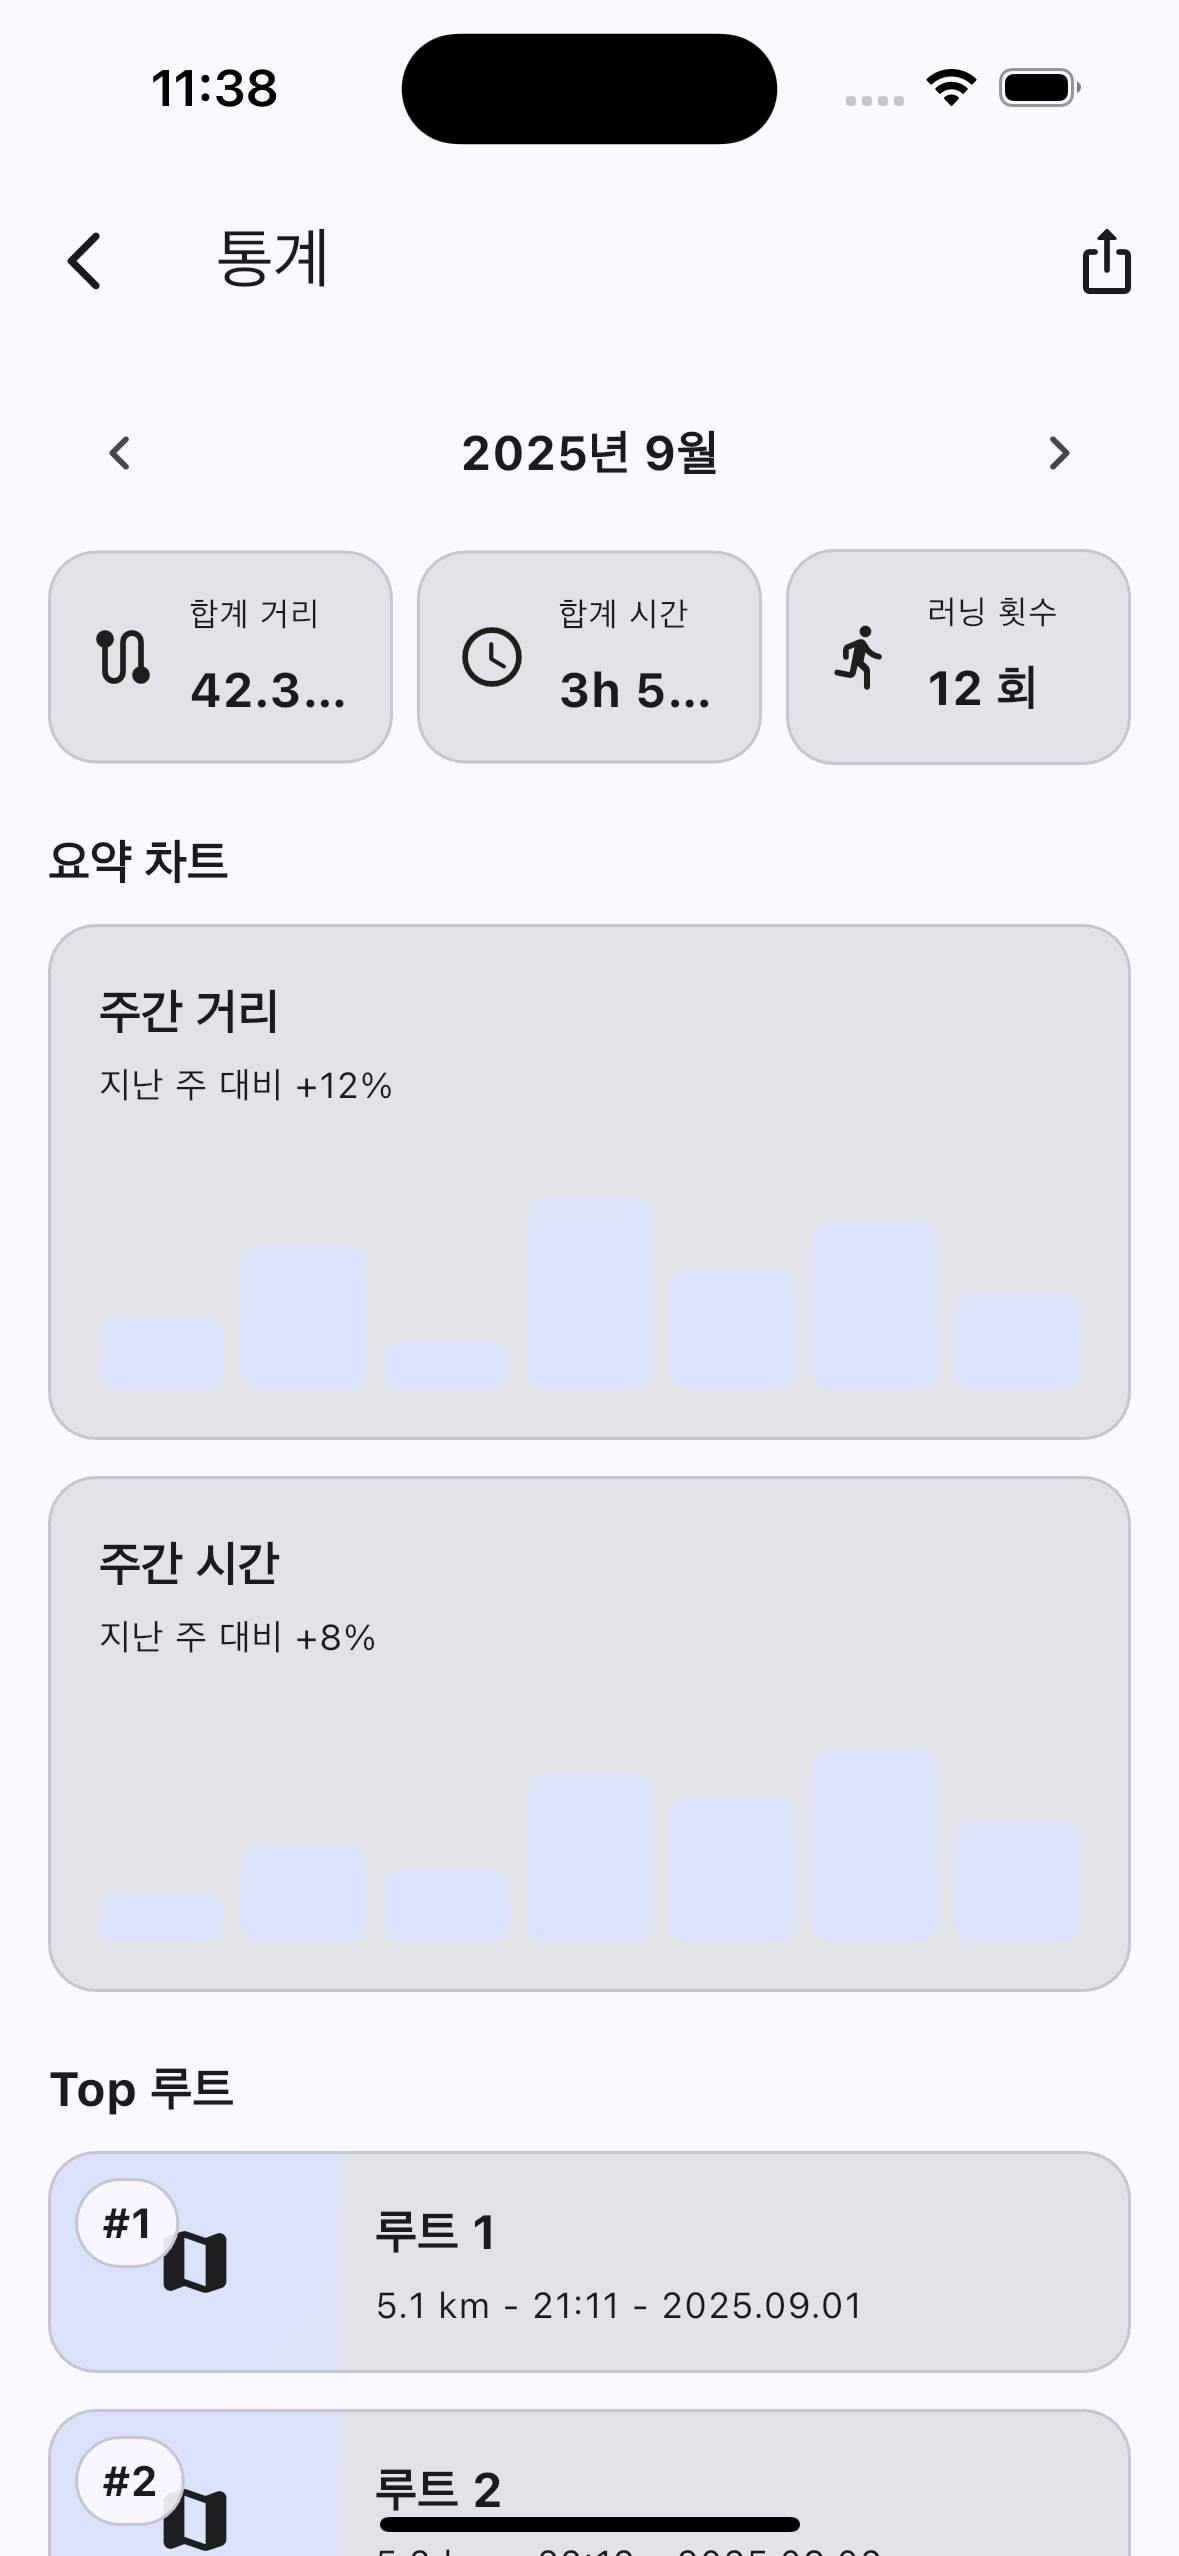 11:38
통계
2025년 9월
합계 거리
42.3...
합계 시간
3h 5...
러닝 횟수
12 회
요약 차트
주간 거리
지난 주 대비 +12%
주간 시간
지난 주 대비 +8%
Top 루트
#1
루트 1
5.1 km - 21:11 - 2025.09.01
#2
루트 2